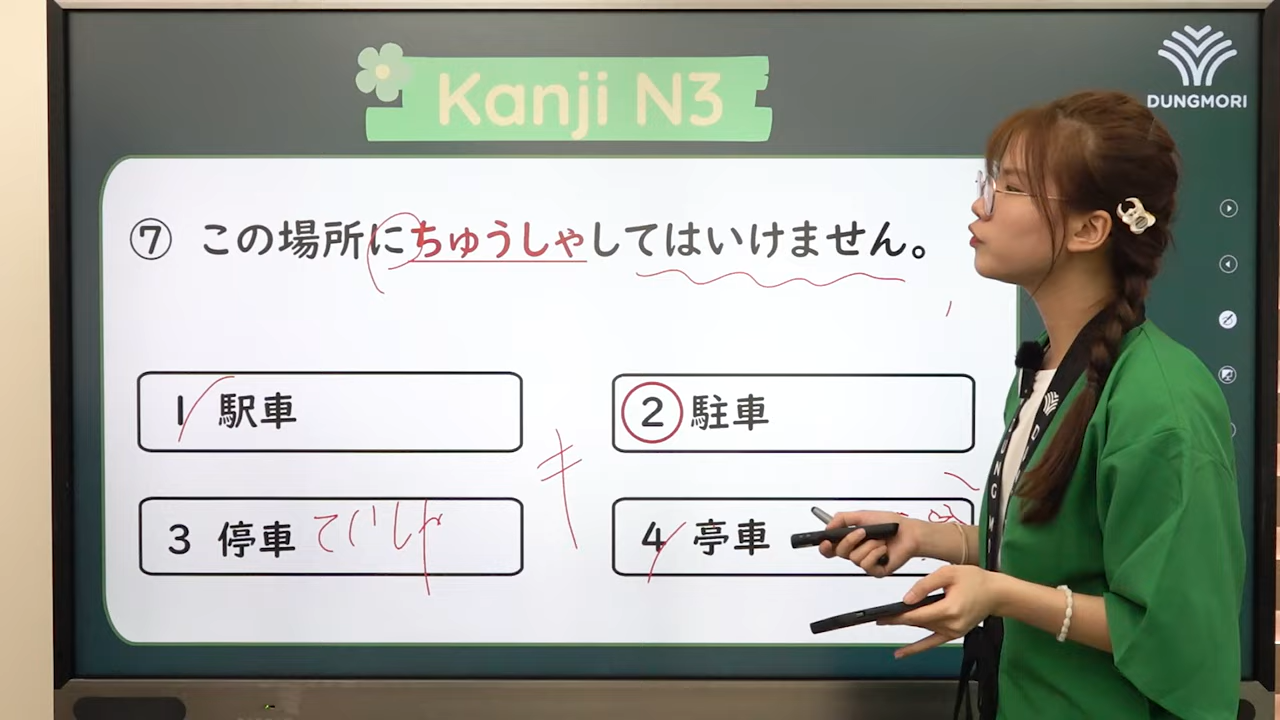 Kanji N3
DUNGMORI
⑦ この場所にちゅうしゃしてはいけません。
1 駅車
② 駐車
キ
3 停車 ていしゃ
4 亭車
DUNG M